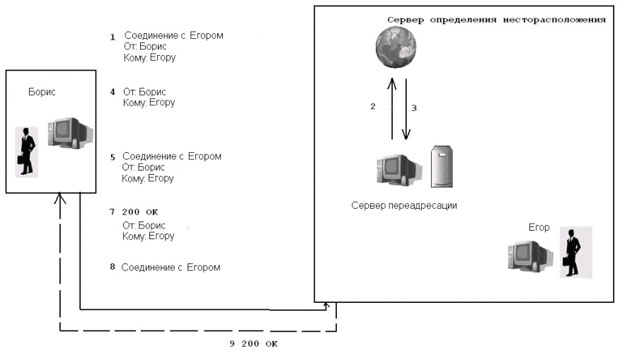 Сервер определения месторасположения
1 Соединение с Егором
От: Борис
Кому: Егору
Борис
4 От: Борис
Кому: Егору
2
3
5 Соединение с Егором
От: Борис
Кому: Егору
Сервер переадресации
7 200 OK
От: Борис
Кому: Егору
Егор
8 Соединение с Егором
9 200 OK